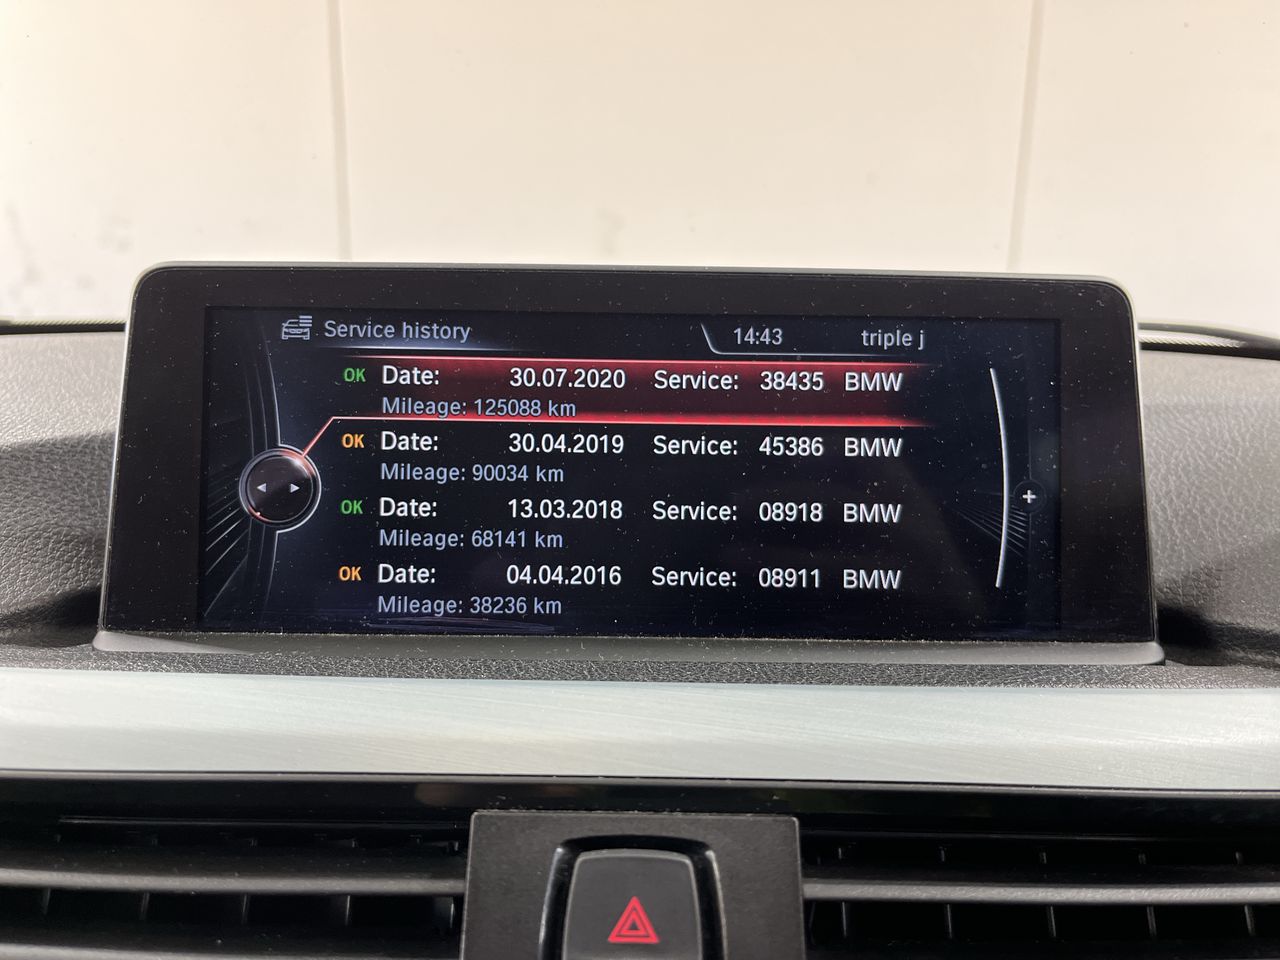 Service history 14:43 triple j
OK Date: 30.07.2020 Service: 38435 BMW
Mileage: 125088 km
OK Date: 30.04.2019 Service: 45386 BMW
Mileage: 90034 km
OK Date: 13.03.2018 Service: 08918 BMW
Mileage: 68141 km
OK Date: 04.04.2016 Service: 08911 BMW
Mileage: 38236 km